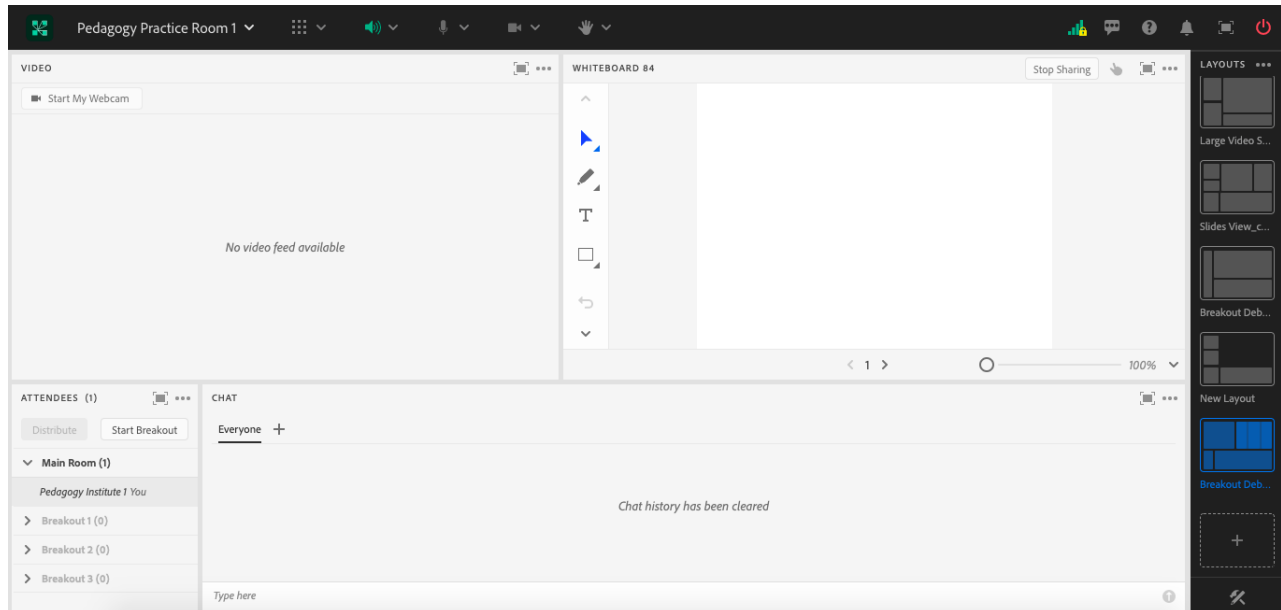 Pedagogy Practice Room 1
VIDEO
Start My Webcam
No video feed available
WHITEBOARD 84
Stop Sharing
T
1
100%
ATTENDEES (1)
Distribute
Start Breakout
Main Room (1)
Pedagogy Institute 1 You
Breakout 1 (0)
Breakout 2 (0)
Breakout 3 (0)
CHAT
Everyone
Chat history has been cleared
Type here
LAYOUTS
Large Video S...
Slides View_c...
Breakout Deb...
New Layout
Breakout Deb...